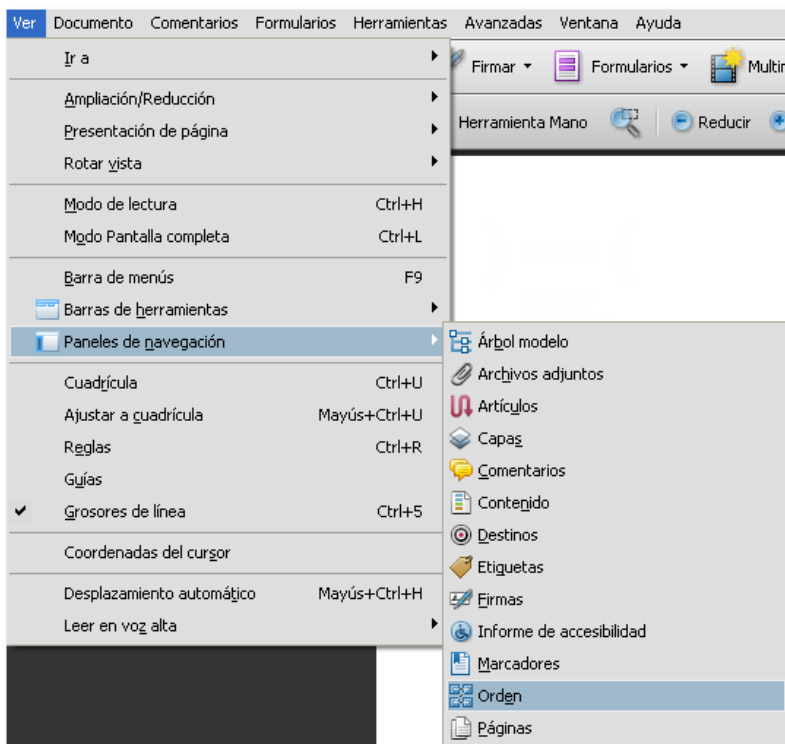 Ver Documento Comentarios Formularios Herramientas Avanzadas Ventana Ayuda
Firmar Formularios
Herramienta Mano Reducir
Ir a
Ampliación/Reducción
Presentación de página
Rotar vista
Modo de lectura Ctrl+H
Modo Pantalla completa Ctrl+L
Barra de menús F9
Barras de herramientas
Paneles de navegación
Cuadrícula Ctrl+U
Ajustar a cuadrícula Mayús+Ctrl+U
Reglas Ctrl+R
Guías
Grosores de línea Ctrl+5
Coordenadas del cursor
Desplazamiento automático Mayús+Ctrl+H
Leer en voz alta
Árbol modelo
Archivos adjuntos
Artículos
Capas
Comentarios
Contenido
Destinos
Etiquetas
Firmas
Informe de accesibilidad
Marcadores
Orden
Páginas